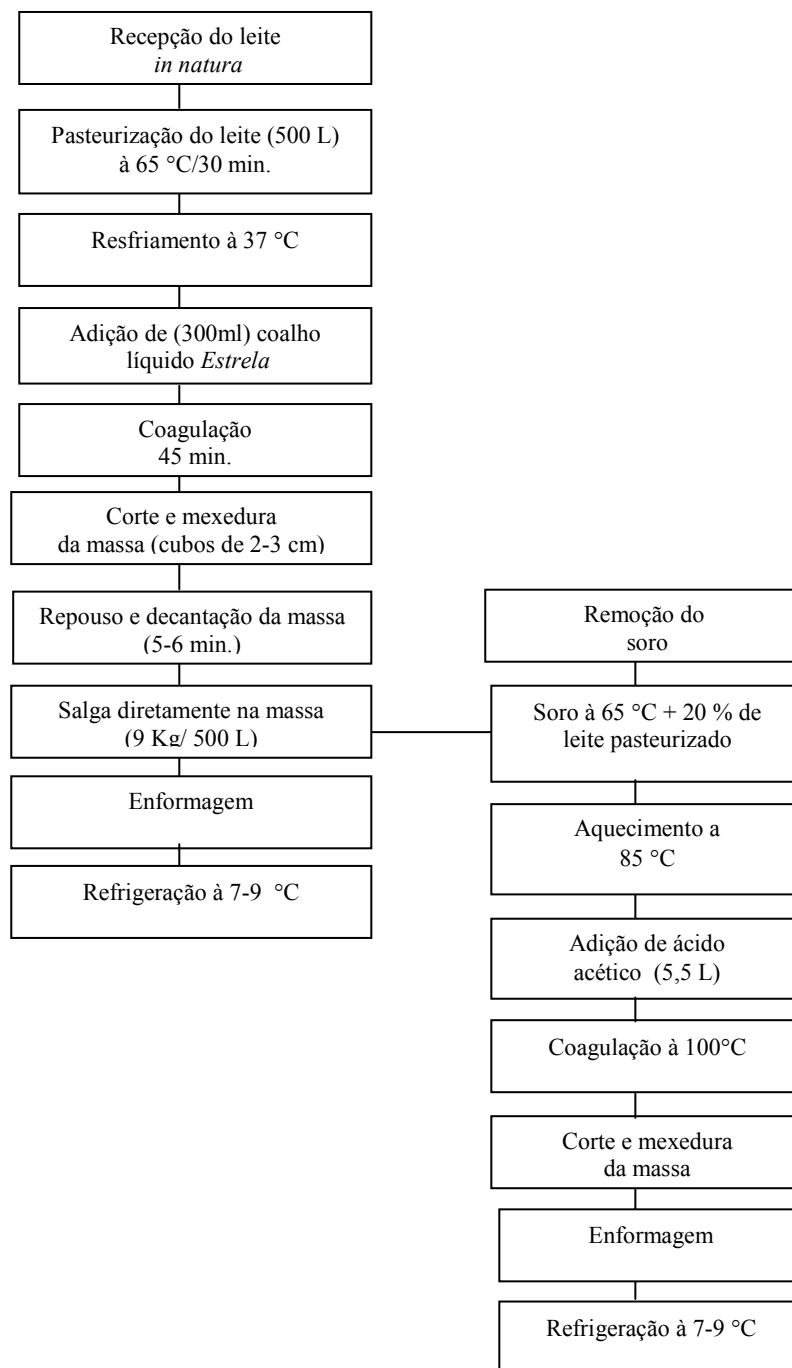 Recepção do leite
in natura
Pasteurização do leite (500 L)
à 65 °C/30 min.
Resfriamento à 37 °C
Adição de (300ml) coalho
líquido Estrela
Coagulação
45 min.
Corte e mexedura
da massa (cubos de 2-3 cm)
Repouso e decantação da massa
(5-6 min.)
Salga diretamente na massa
(9 Kg/ 500 L)
Enformagem
Refrigeração à 7-9 °C
Remoção do
soro
Soro à 65 °C + 20 % de
leite pasteurizado
Aquecimento a
85 °C
Adição de ácido
acético (5,5 L)
Coagulação à 100°C
Corte e mexedura
da massa
Enformagem
Refrigeração à 7-9 °C